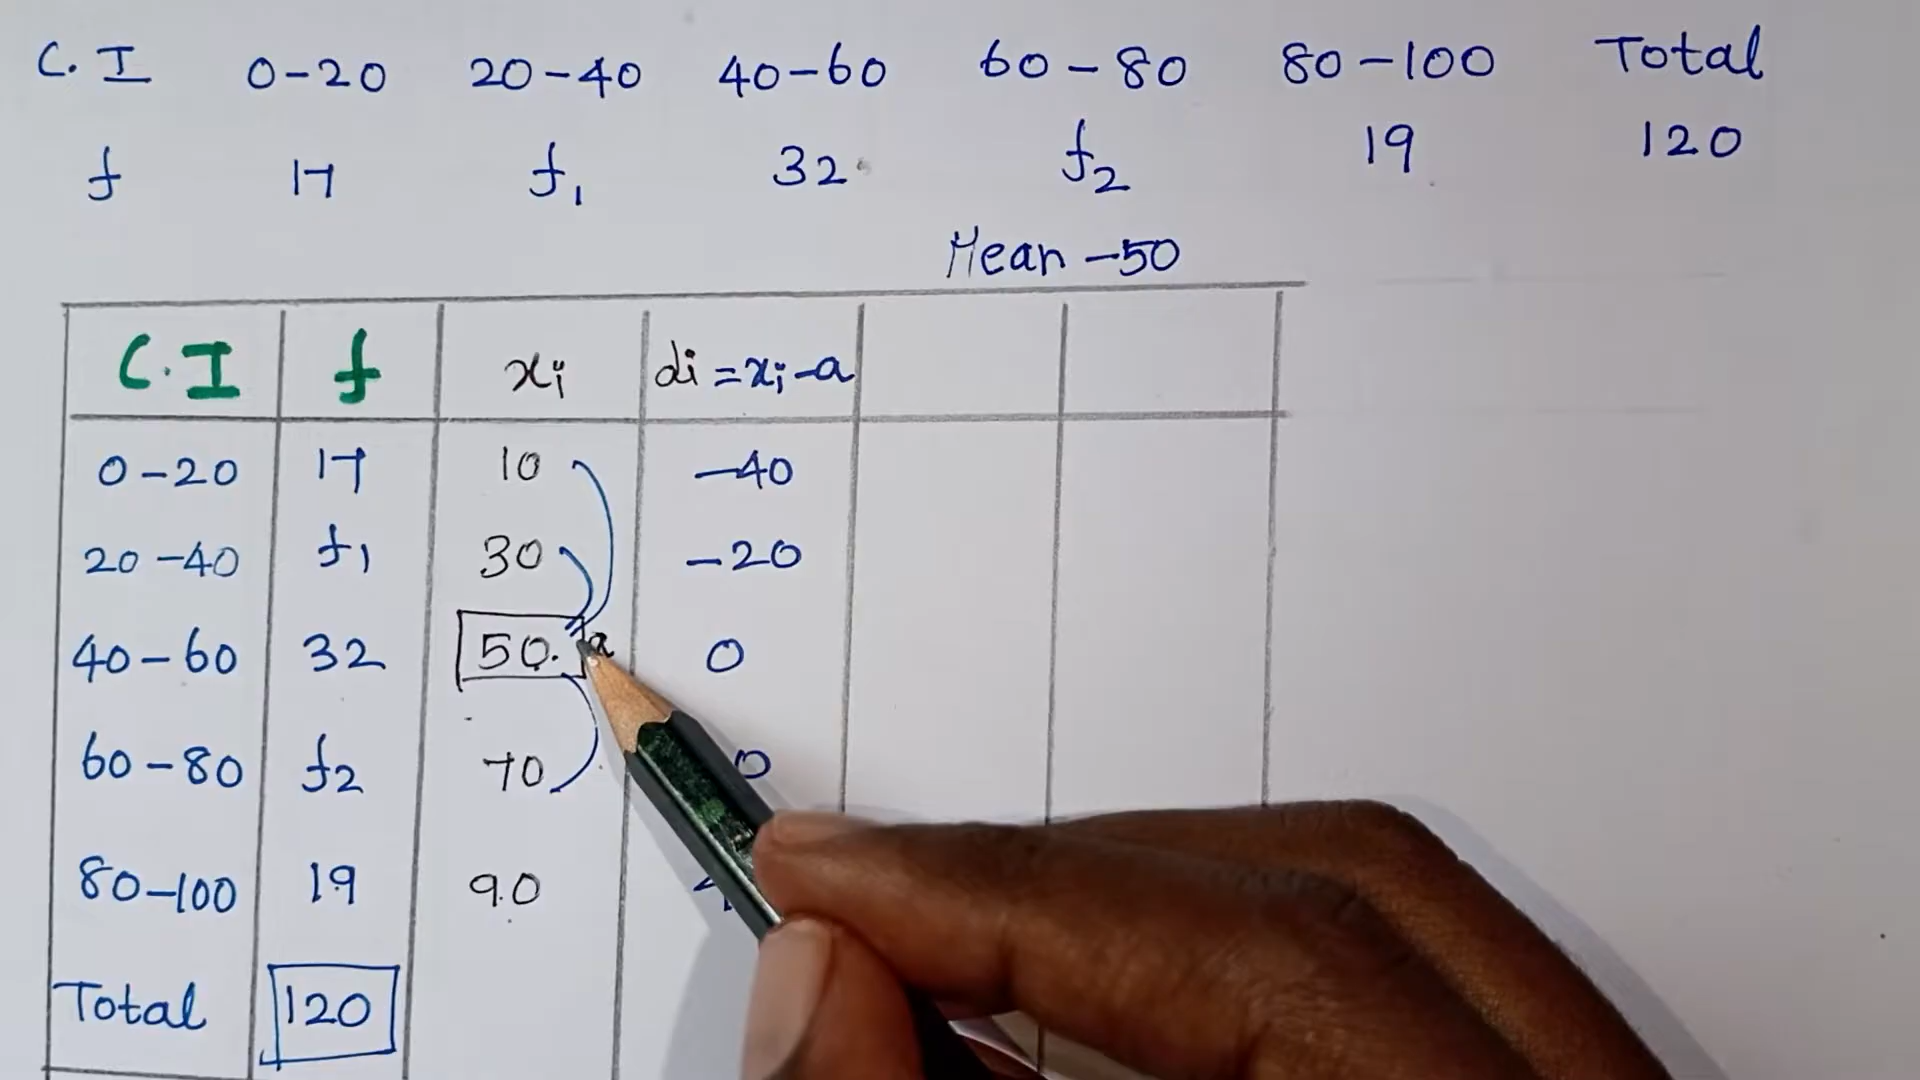 C.I 0-20 20-40 40-60 60-80 80-100 Total
f 17 f1 32 f2 19 120
Mean -50
C.I f xi di=xi-a
0-20 17 10 -40
20-40 f1 30 -20
40-60 32 50. a 0
60-80 f2 70
80-100 19 90
Total 120